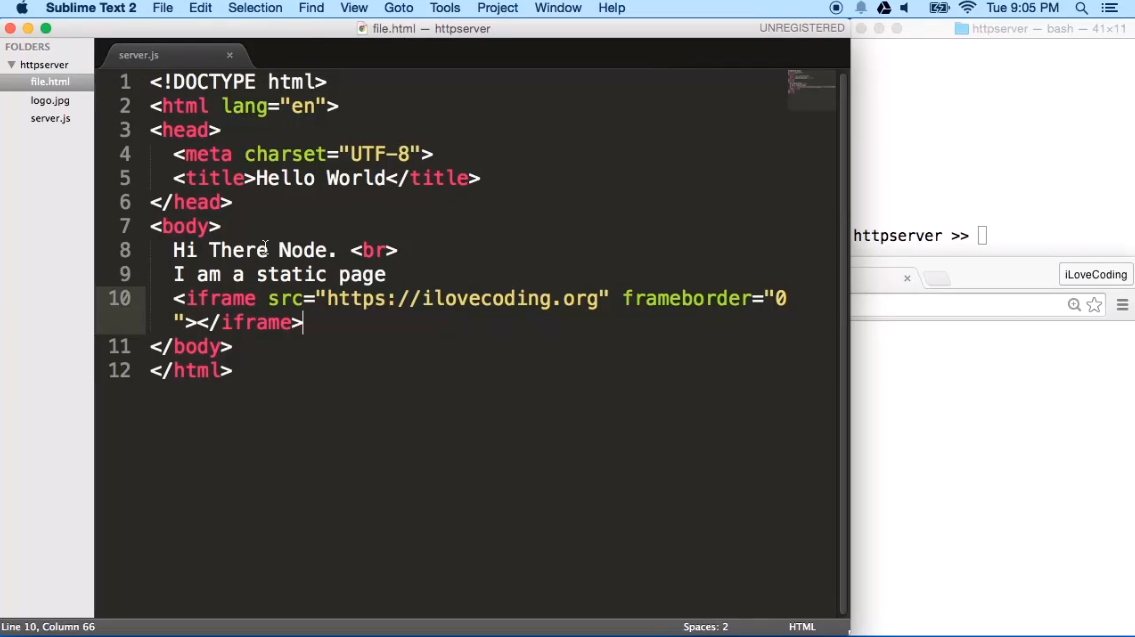 Sublime Text 2 File Edit Selection Find View Goto Tools Project Window Help Tue 9:05 PM
file.html — httpserver UNREGISTERED httpserver — bash — 41×11
FOLDERS
httpserver
file.html
logo.jpg
server.js
server.js
1 <!DOCTYPE html>
2 <html lang="en">
3 <head>
4 <meta charset="UTF-8">
5 <title>Hello World</title>
6 </head>
7 <body>
8 Hi There Node. <br>
9 I am a static page
10 <iframe src="https://ilovecoding.org" frameborder="0
"></iframe>
11 </body>
12 </html>
httpserver >>
iLoveCoding
Line 10, Column 66 Spaces: 2 HTML